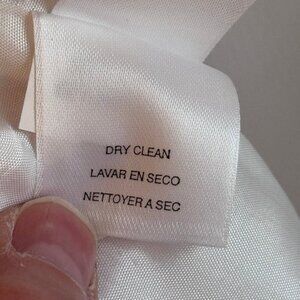 DRY CLEAN
LAVAR EN SECO
NETTOYER A SEC